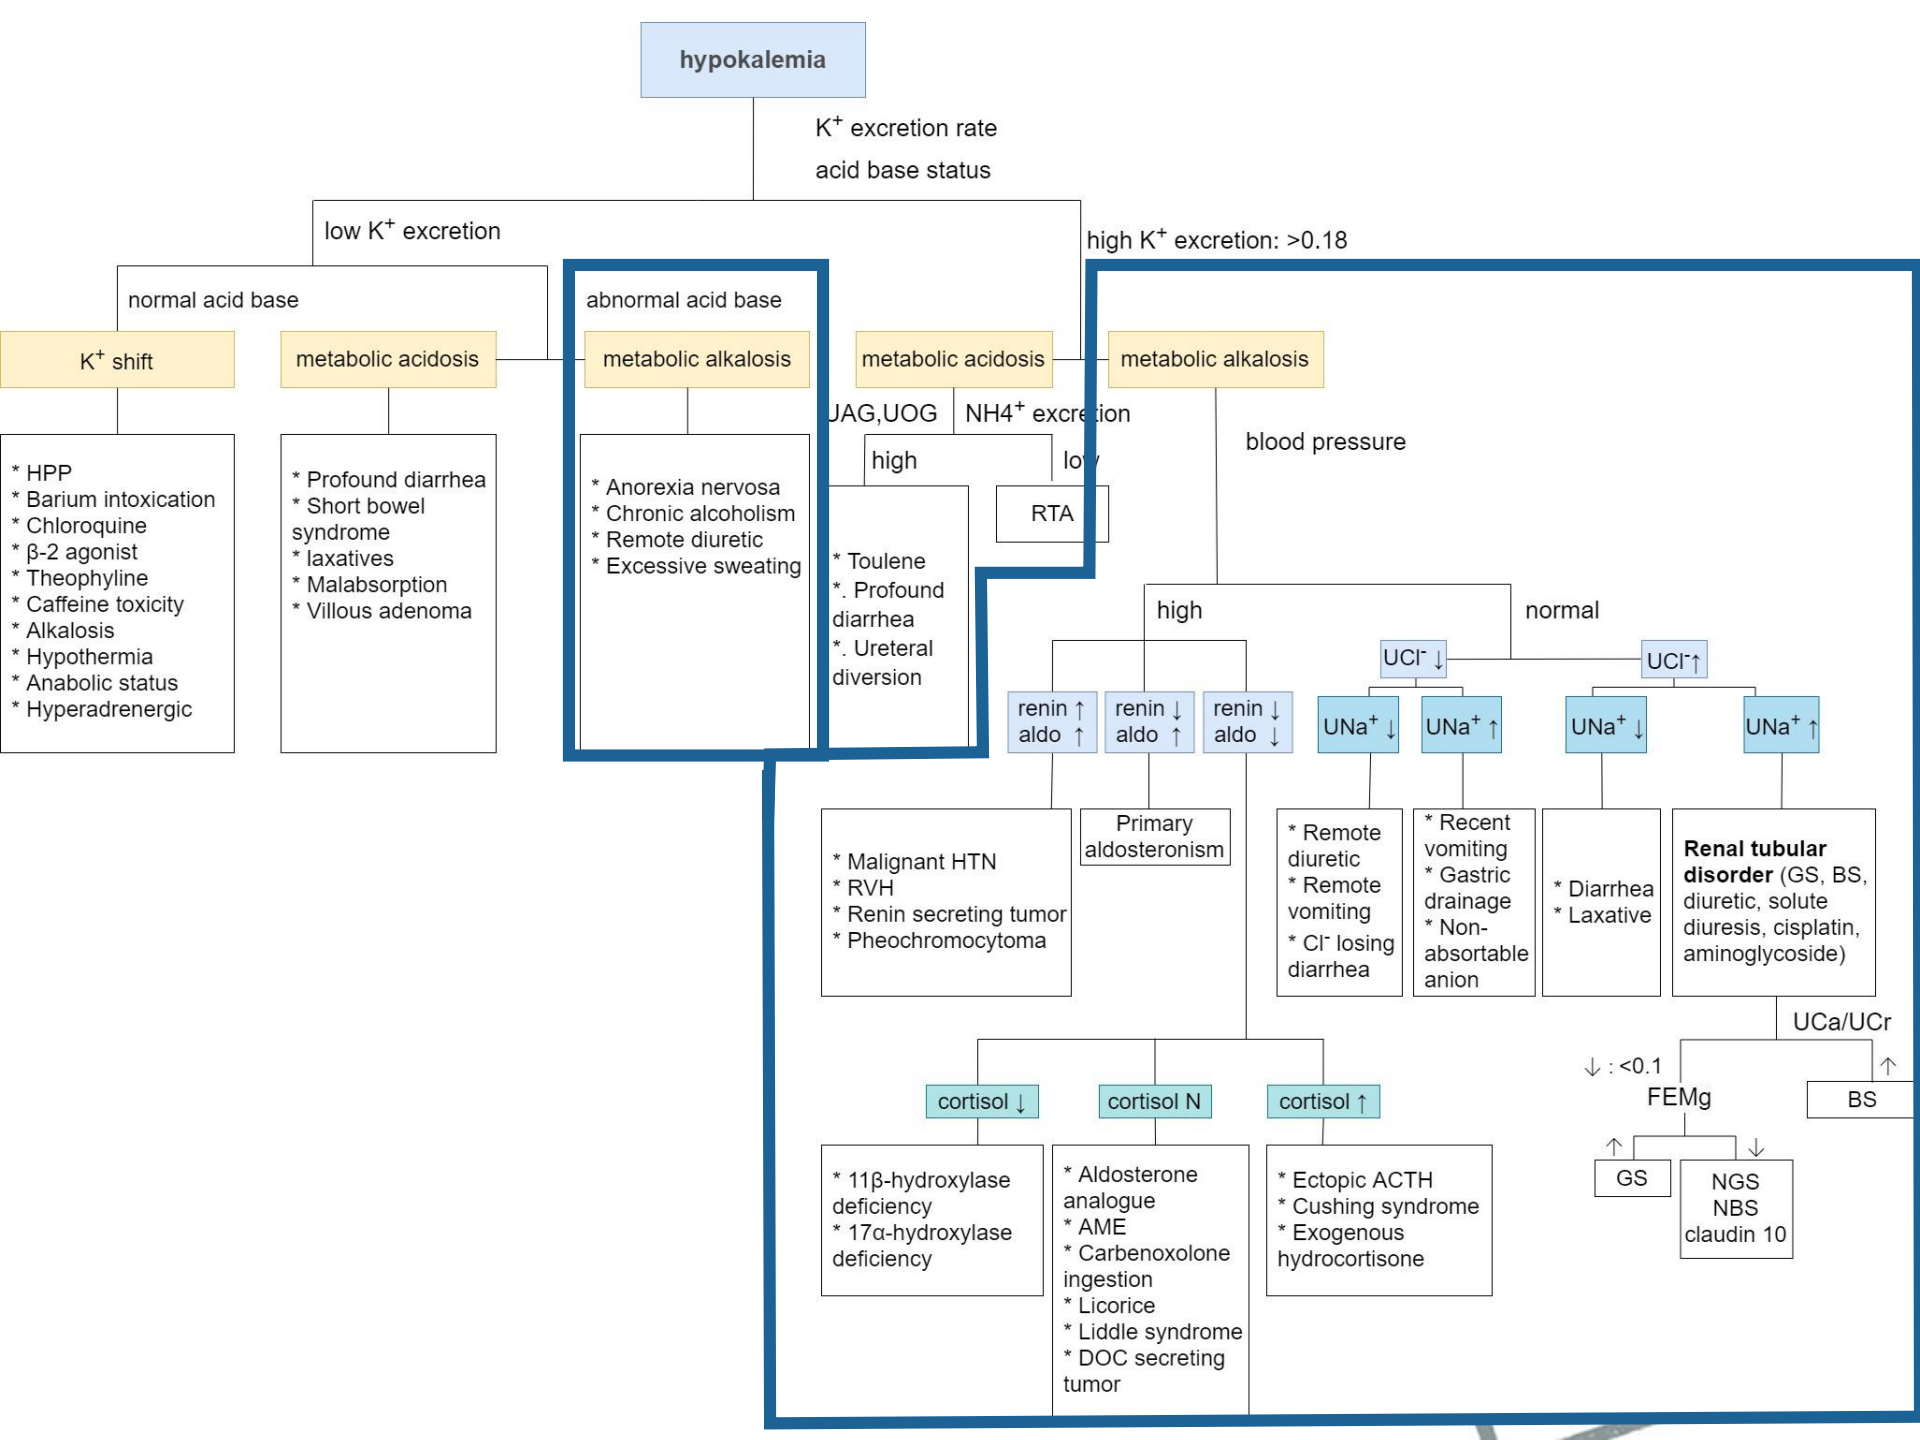 hypokalemia
K+ excretion rate
acid base status
low K+ excretion
high K+ excretion: >0.18
normal acid base
abnormal acid base
K+ shift
metabolic acidosis
metabolic alkalosis
metabolic acidosis
metabolic alkalosis
UAG,UOG
NH4+ excretion
high
low
blood pressure
* HPP
* Barium intoxication
* Chloroquine
* β-2 agonist
* Theophyline
* Caffeine toxicity
* Alkalosis
* Hypothermia
* Anabolic status
* Hyperadrenergic
* Profound diarrhea
* Short bowel
syndrome
* laxatives
* Malabsorption
* Villous adenoma
* Anorexia nervosa
* Chronic alcoholism
* Remote diuretic
* Excessive sweating
* Toulene
*. Profound
diarrhea
*. Ureteral
diversion
RTA
high
normal
UCl- ↓
UCl-↑
renin ↑
aldo ↑
renin ↓
aldo ↑
renin ↓
aldo ↓
UNa+ ↓
UNa+ ↑
UNa+ ↓
UNa+ ↑
* Malignant HTN
* RVH
* Renin secreting tumor
* Pheochromocytoma
Primary
aldosteronism
* Remote
diuretic
* Remote
vomiting
* Cl- losing
diarrhea
* Recent
vomiting
* Gastric
drainage
* Non-
absortable
anion
* Diarrhea
* Laxative
Renal tubular
disorder (GS, BS,
diuretic, solute
diuresis, cisplatin,
aminoglycoside)
UCa/UCr
↓ : <0.1
↑
FEMg
BS
↑
↓
GS
NGS
NBS
claudin 10
cortisol ↓
cortisol N
cortisol ↑
* 11β-hydroxylase
deficiency
* 17α-hydroxylase
deficiency
* Aldosterone
analogue
* AME
* Carbenoxolone
ingestion
* Licorice
* Liddle syndrome
* DOC secreting
tumor
* Ectopic ACTH
* Cushing syndrome
* Exogenous
hydrocortisone